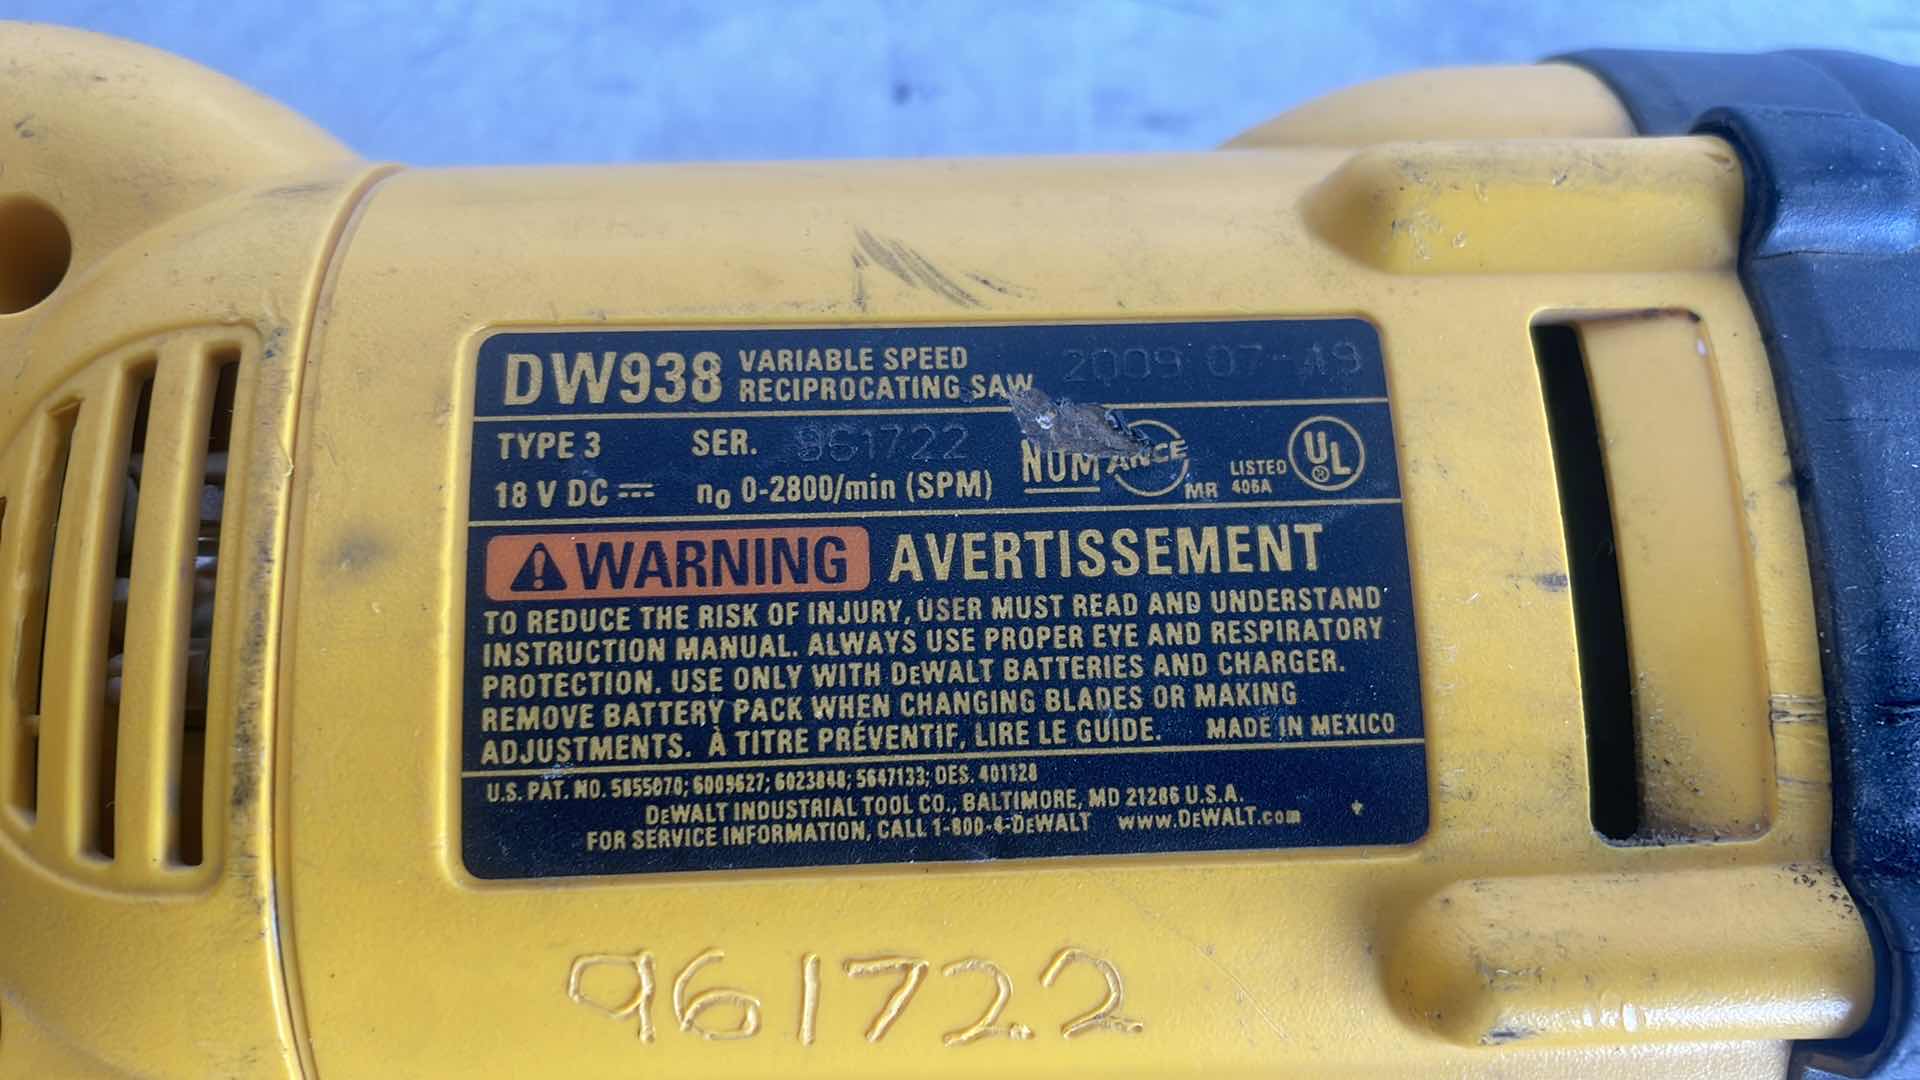 DW938 VARIABLE SPEED
RECIPROCATING SAW
2009 07-49
TYPE 3 SER. 961722
18 V DC n₀ 0-2800/min (SPM)
MR LISTED
406A
UL
WARNING AVERTISSEMENT
TO REDUCE THE RISK OF INJURY, USER MUST READ AND UNDERSTAND
INSTRUCTION MANUAL. ALWAYS USE PROPER EYE AND RESPIRATORY
PROTECTION. USE ONLY WITH DEWALT BATTERIES AND CHARGER.
REMOVE BATTERY PACK WHEN CHANGING BLADES OR MAKING
ADJUSTMENTS. À TITRE PRÉVENTIF, LIRE LE GUIDE. MADE IN MEXICO
U.S. PAT. NO. 5855070; 6009627; 6023848; 5647133; DES. 401128
DEWALT INDUSTRIAL TOOL CO., BALTIMORE, MD 21286 U.S.A.
FOR SERVICE INFORMATION, CALL 1-800-4-DEWALT www.DEWALT.com
961722